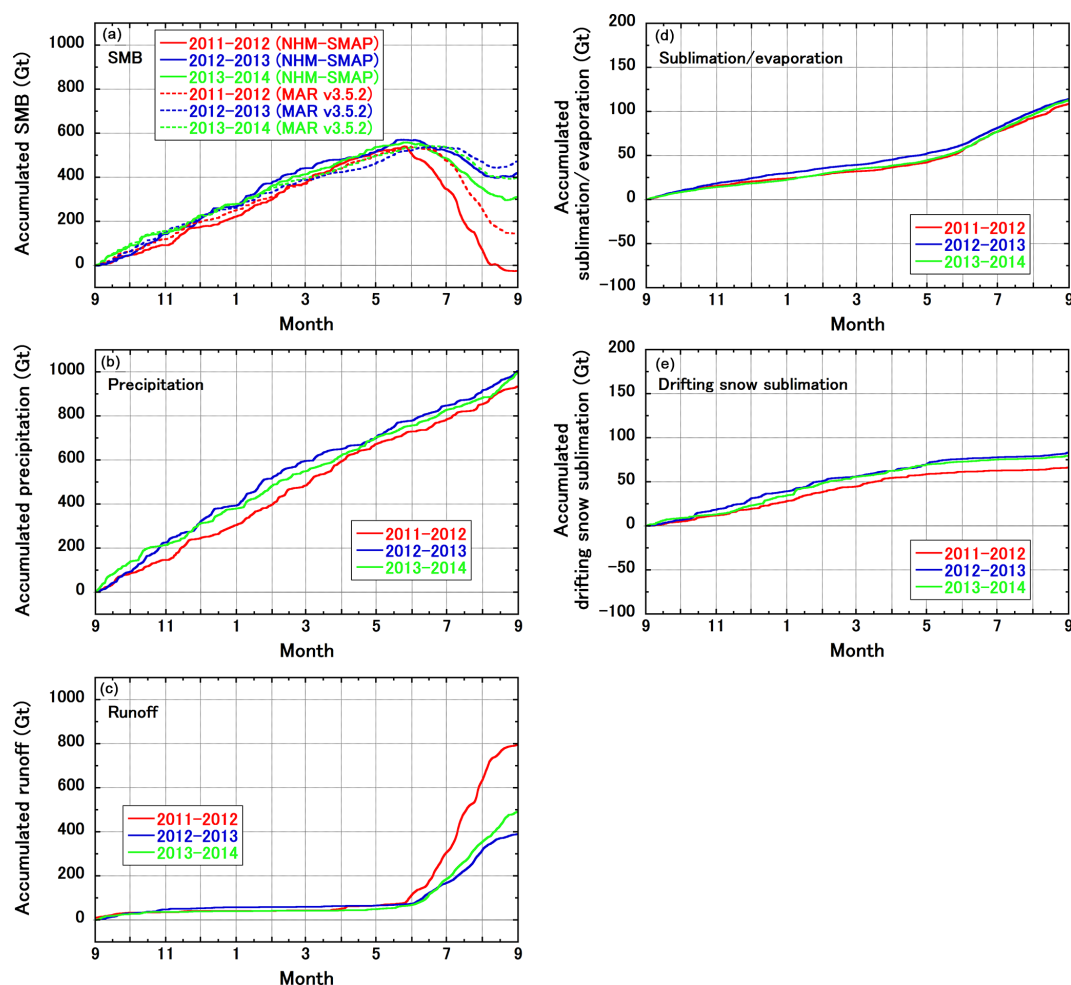 (a)
SMB
2011-2012 (NHM-SMAP)
2012-2013 (NHM-SMAP)
2013-2014 (NHM-SMAP)
2011-2012 (MAR v3.5.2)
2012-2013 (MAR v3.5.2)
2013-2014 (MAR v3.5.2)
Accumulated SMB (Gt)
1000
800
600
400
200
0
9 11 1 3 5 7 9
Month
(b)
Precipitation
Accumulated precipitation (Gt)
1000
800
600
400
200
0
2011-2012
2012-2013
2013-2014
9 11 1 3 5 7 9
Month
(c)
Runoff
Accumulated runoff (Gt)
1000
800
600
400
200
0
2011-2012
2012-2013
2013-2014
9 11 1 3 5 7 9
Month
(d)
Sublimation/evaporation
Accumulated
sublimation/evaporation (Gt)
200
150
100
50
0
-50
-100
2011-2012
2012-2013
2013-2014
9 11 1 3 5 7 9
Month
(e)
Drifting snow sublimation
Accumulated
drifting snow sublimation (Gt)
200
150
100
50
0
-50
-100
2011-2012
2012-2013
2013-2014
9 11 1 3 5 7 9
Month